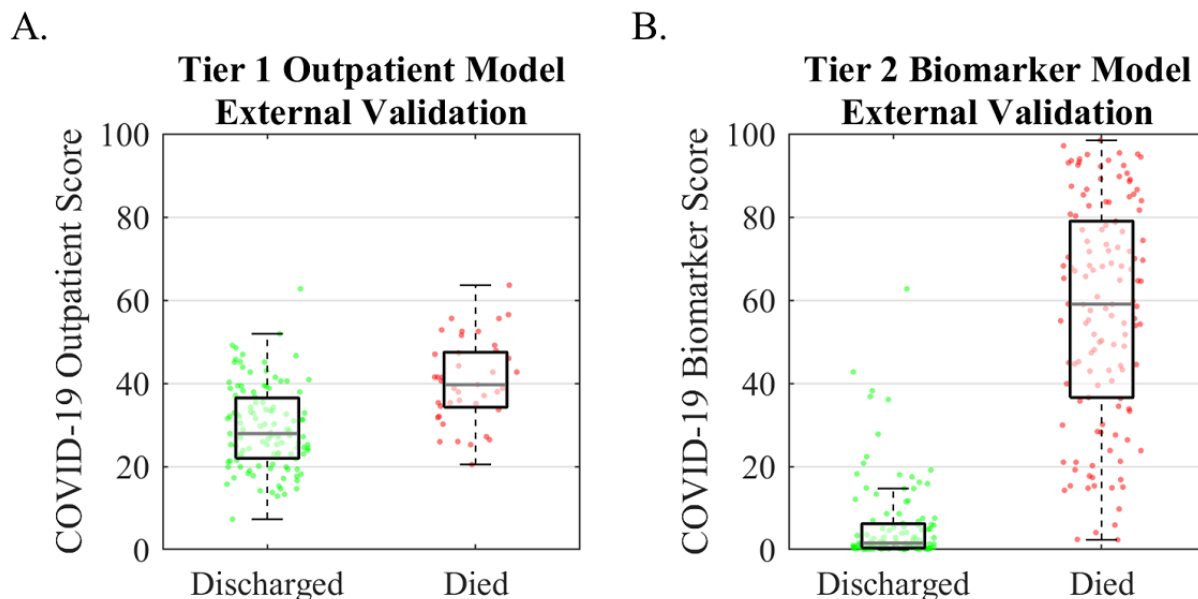 A.
Tier 1 Outpatient Model
External Validation
COVID-19 Outpatient Score
100
80
60
40
20
0
Discharged
Died
B.
Tier 2 Biomarker Model
External Validation
COVID-19 Biomarker Score
100
80
60
40
20
0
Discharged
Died